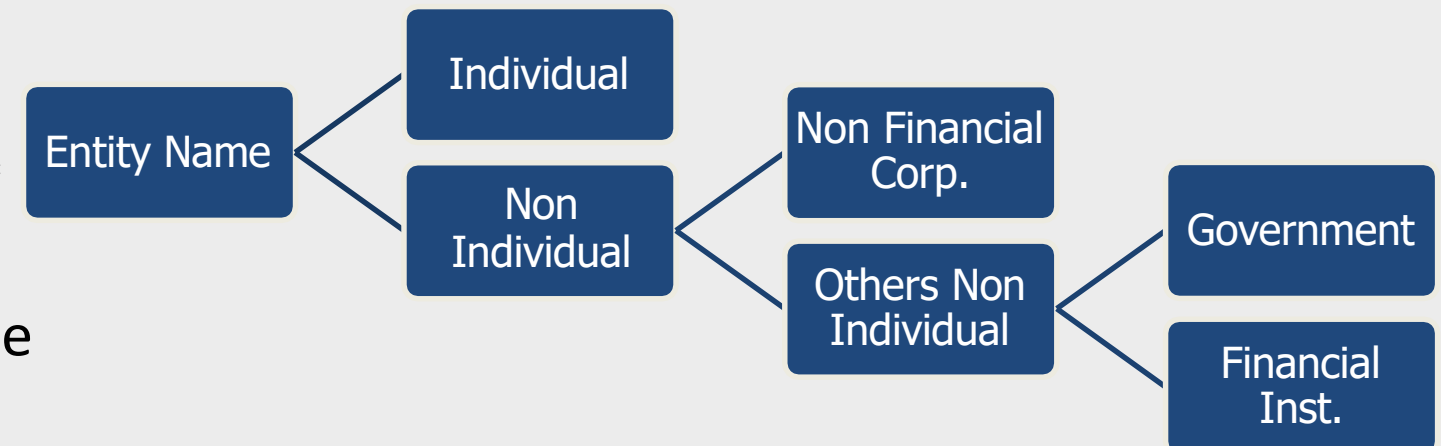 Entity Name
Individual
Non
Individual
Non Financial
Corp.
Others Non
Individual
Government
Financial
Inst.
e